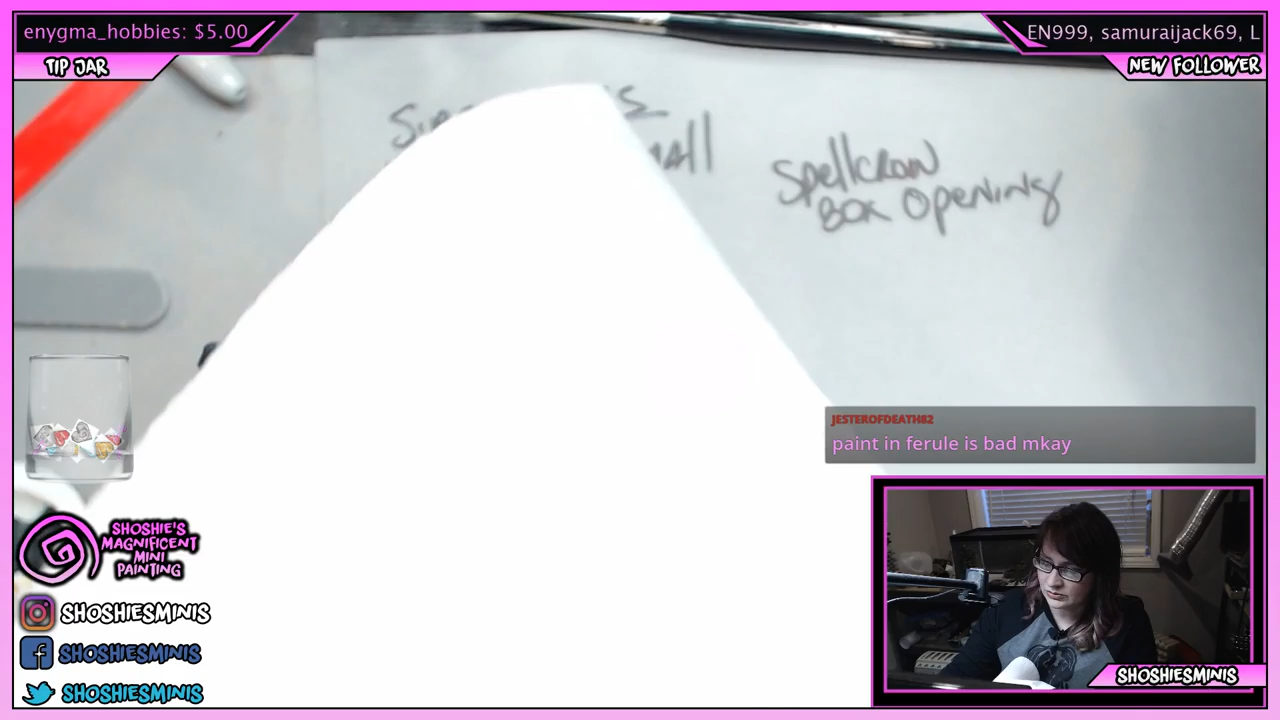 enygma_hobbies: $5.00
TIP JAR
EN999, samuraijack69, L
NEW FOLLOWER
Spellcrow
Box Opening
JESTEROFDEATH82
paint in ferule is bad mkay
SHOSHIE'S
MAGNIFICENT
MINI
PAINTING
SHOSHIESMINIS
SHOSHIESMINIS
SHOSHIESMINIS
SHOSHIESMINIS